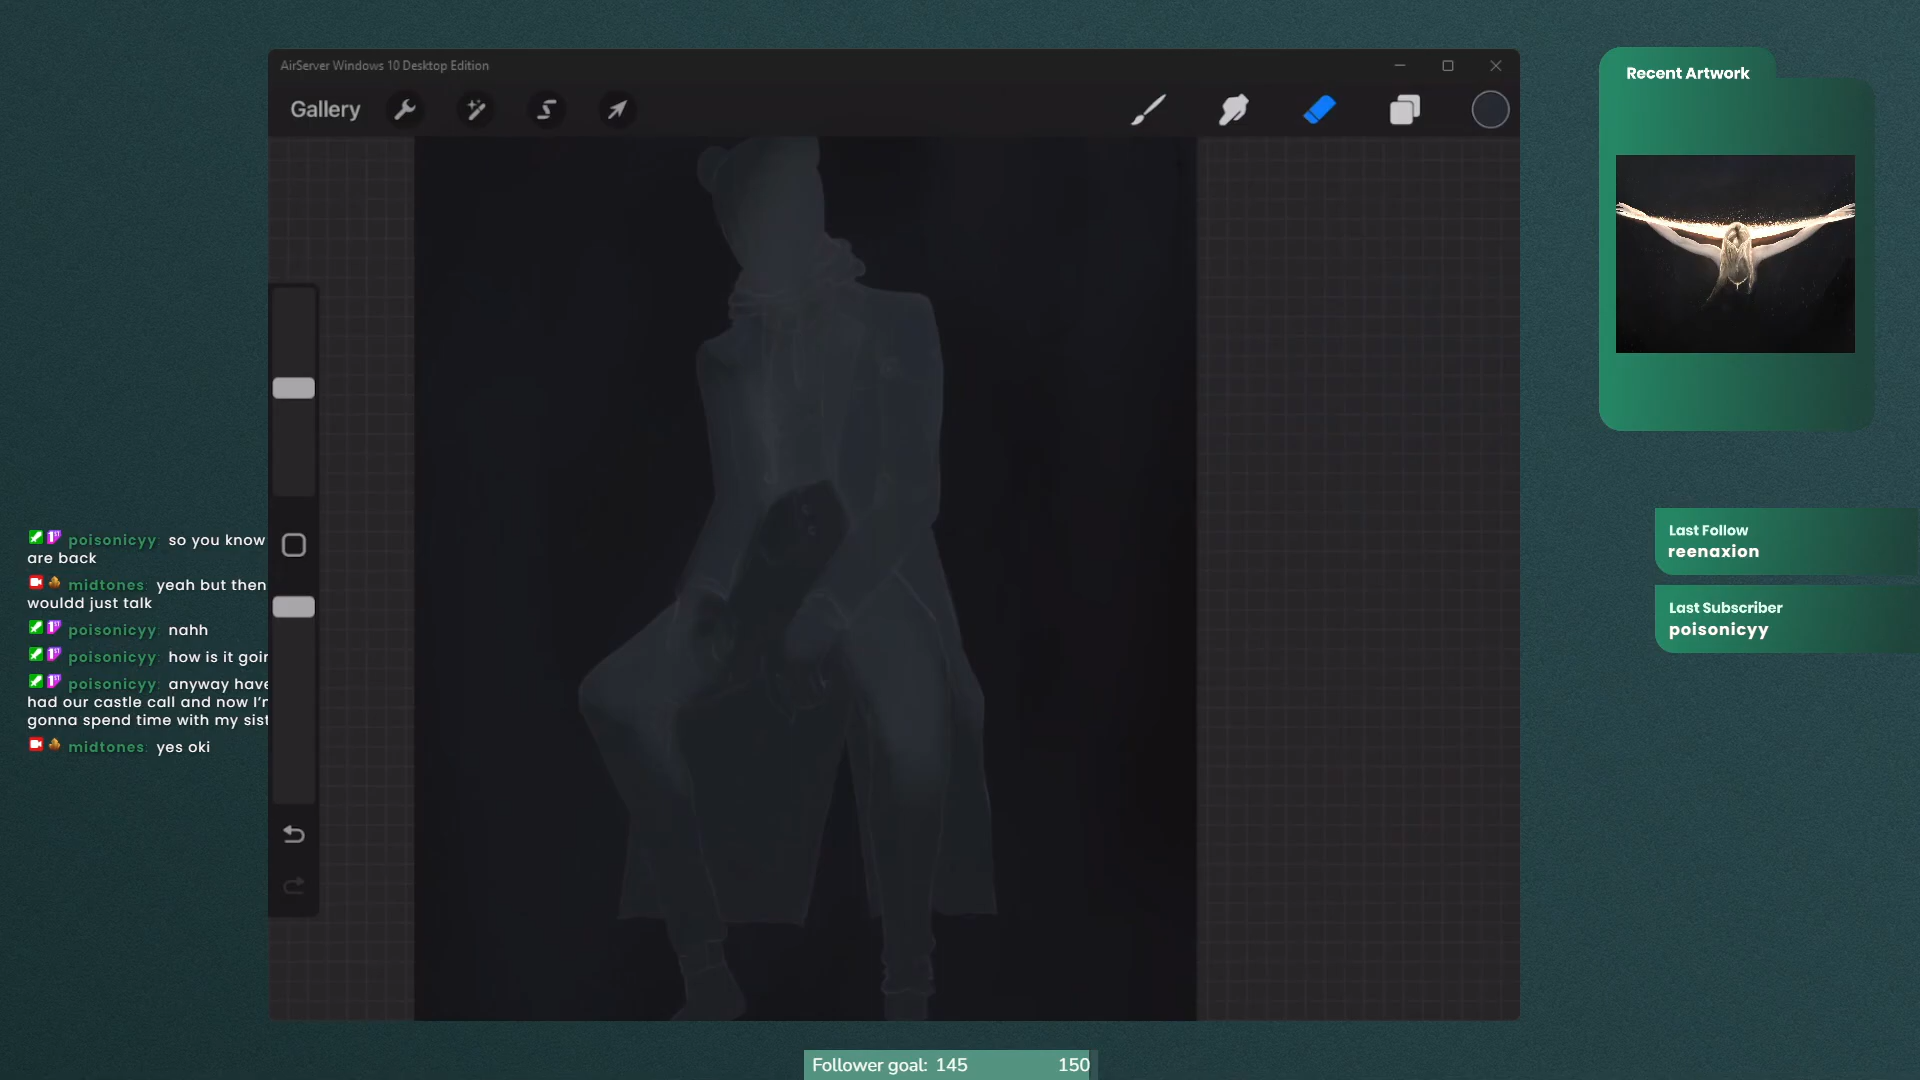 AirServer Windows 10 Desktop Edition
Gallery
Recent Artwork
poisonicyy: so you know
are back
midtones: yeah but then
wouldd just talk
poisonicyy: nahh
poisonicyy: how is it goin
poisonicyy: anyway have
had our castle call and now I'm
gonna spend time with my sist
midtones: yes oki
Last Follow
reenaxion
Last Subscriber
poisonicyy
Follower goal: 145 150